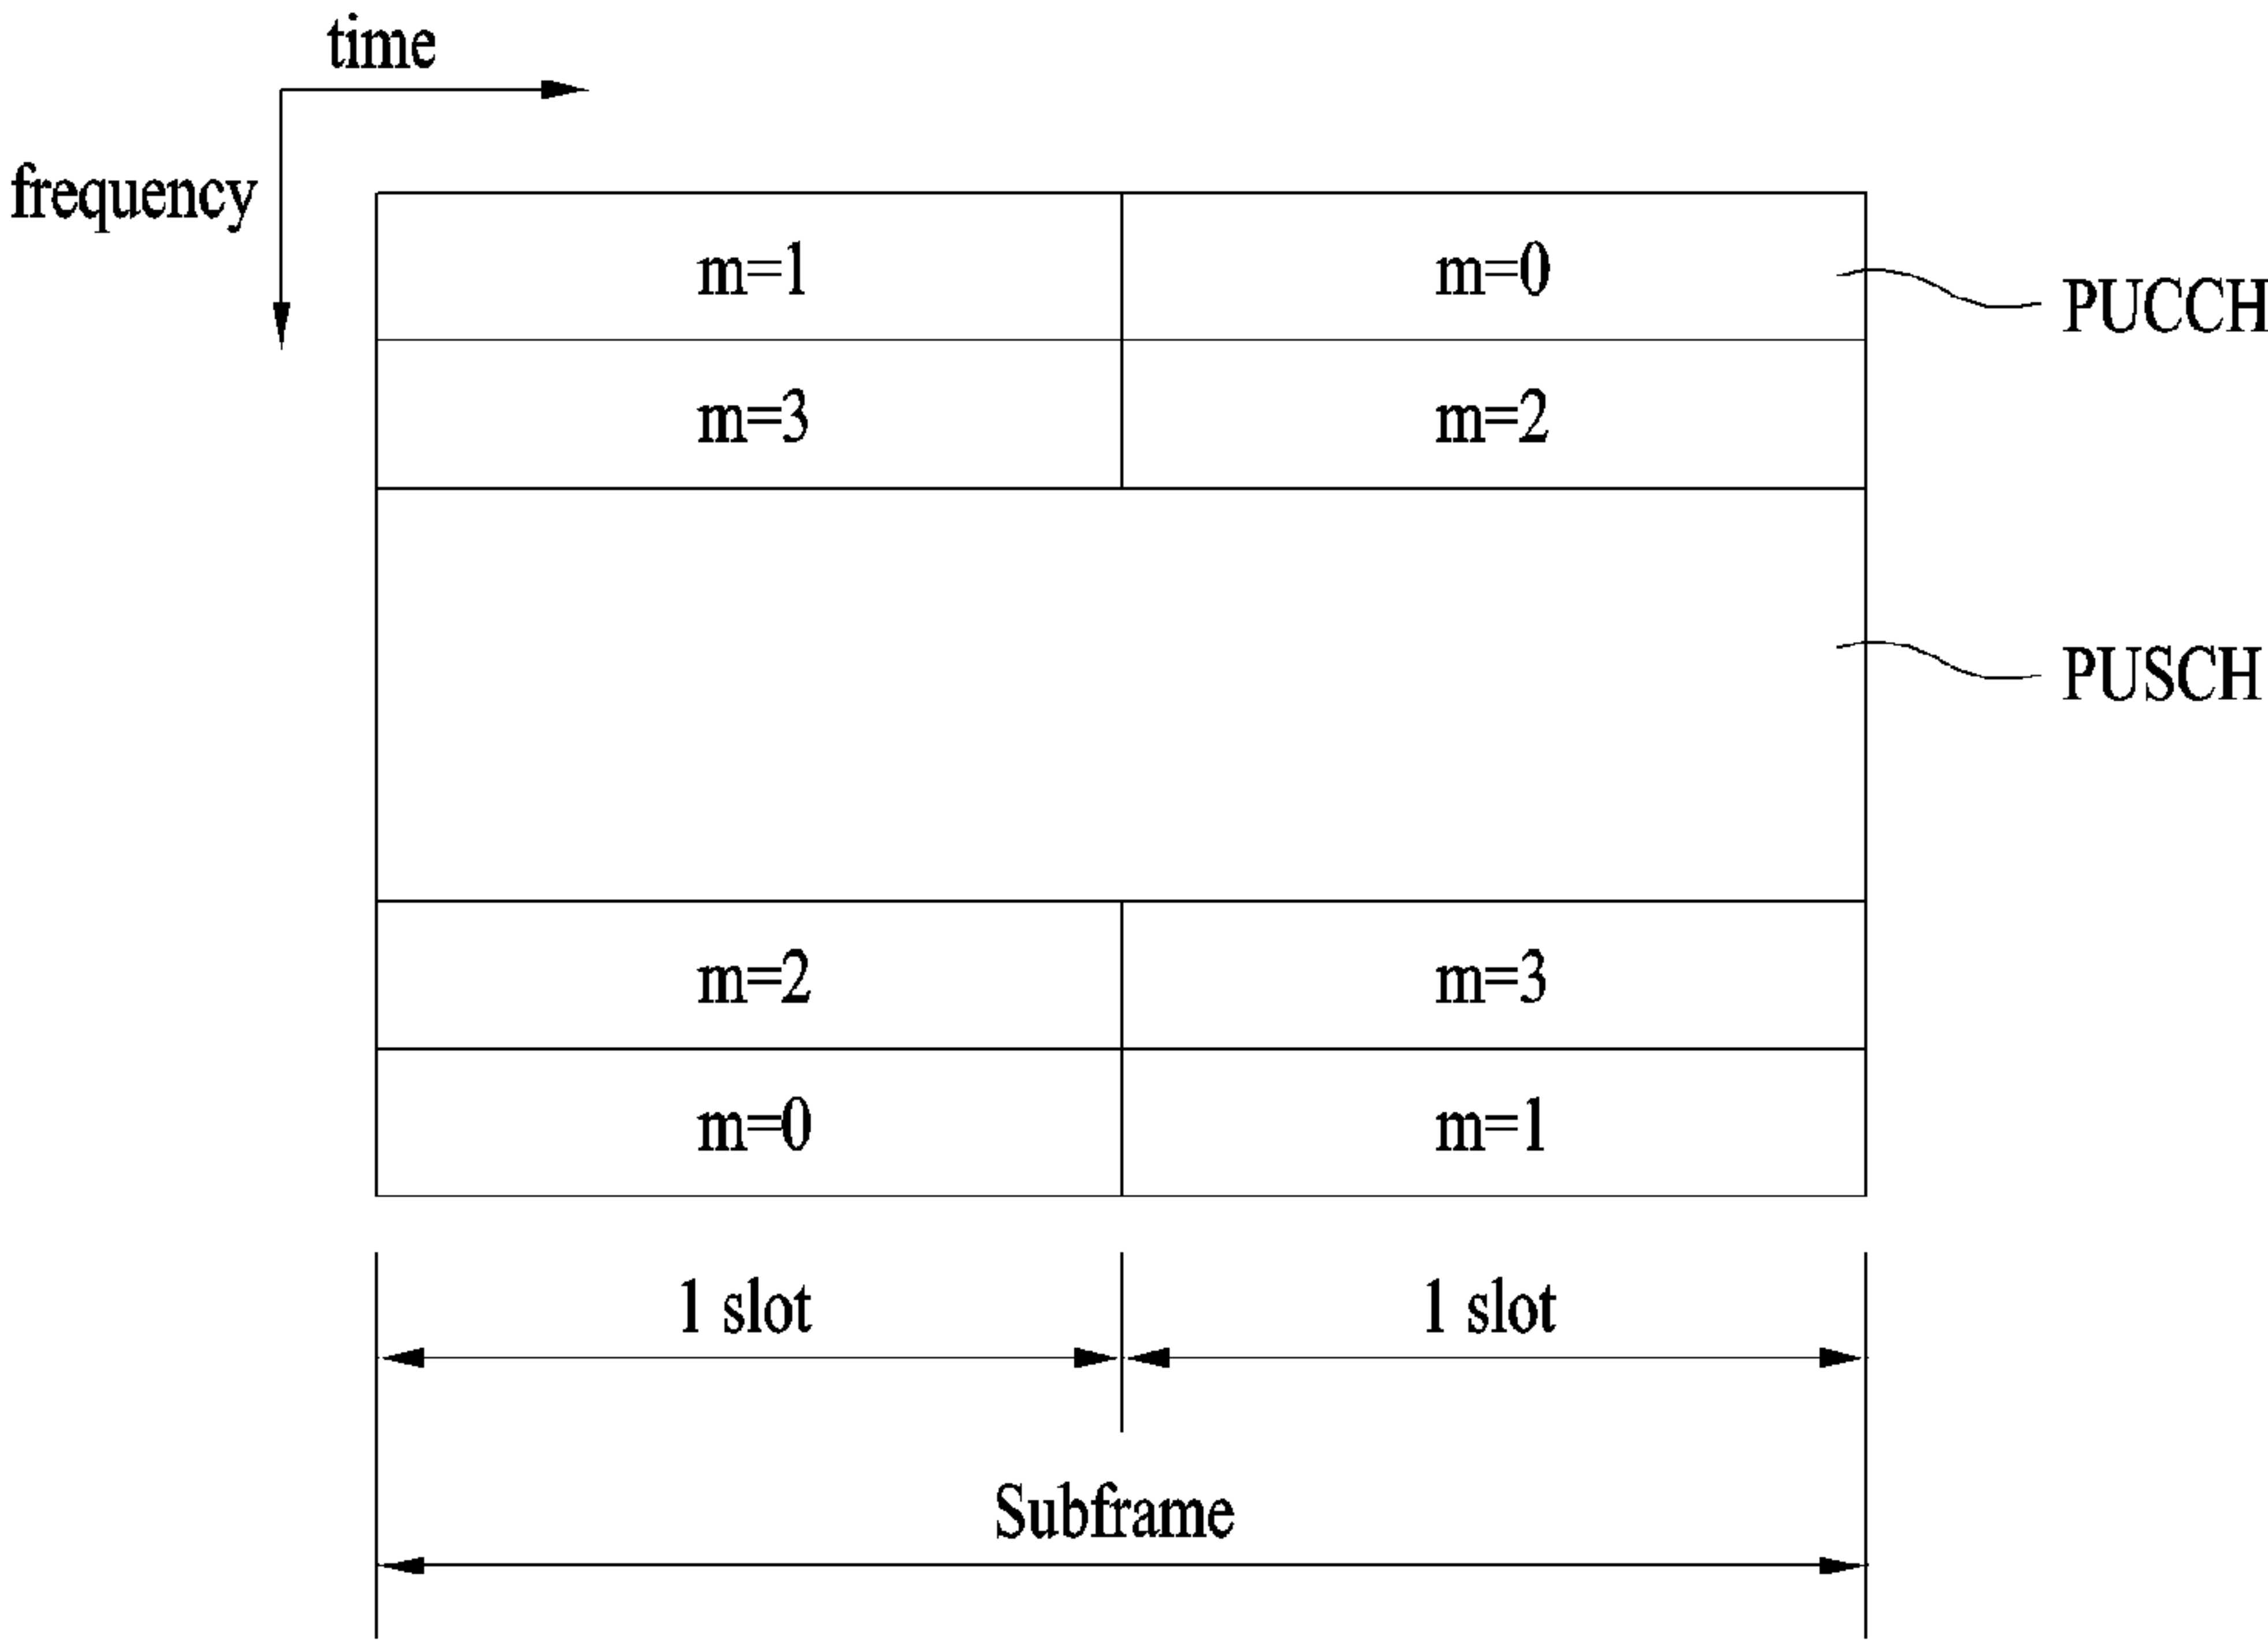 time
frequency
m=1 m=0
PUCCH
m=3 m=2
PUSCH
m=2 m=3
m=0 m=1
1 slot 1 slot
Subframe